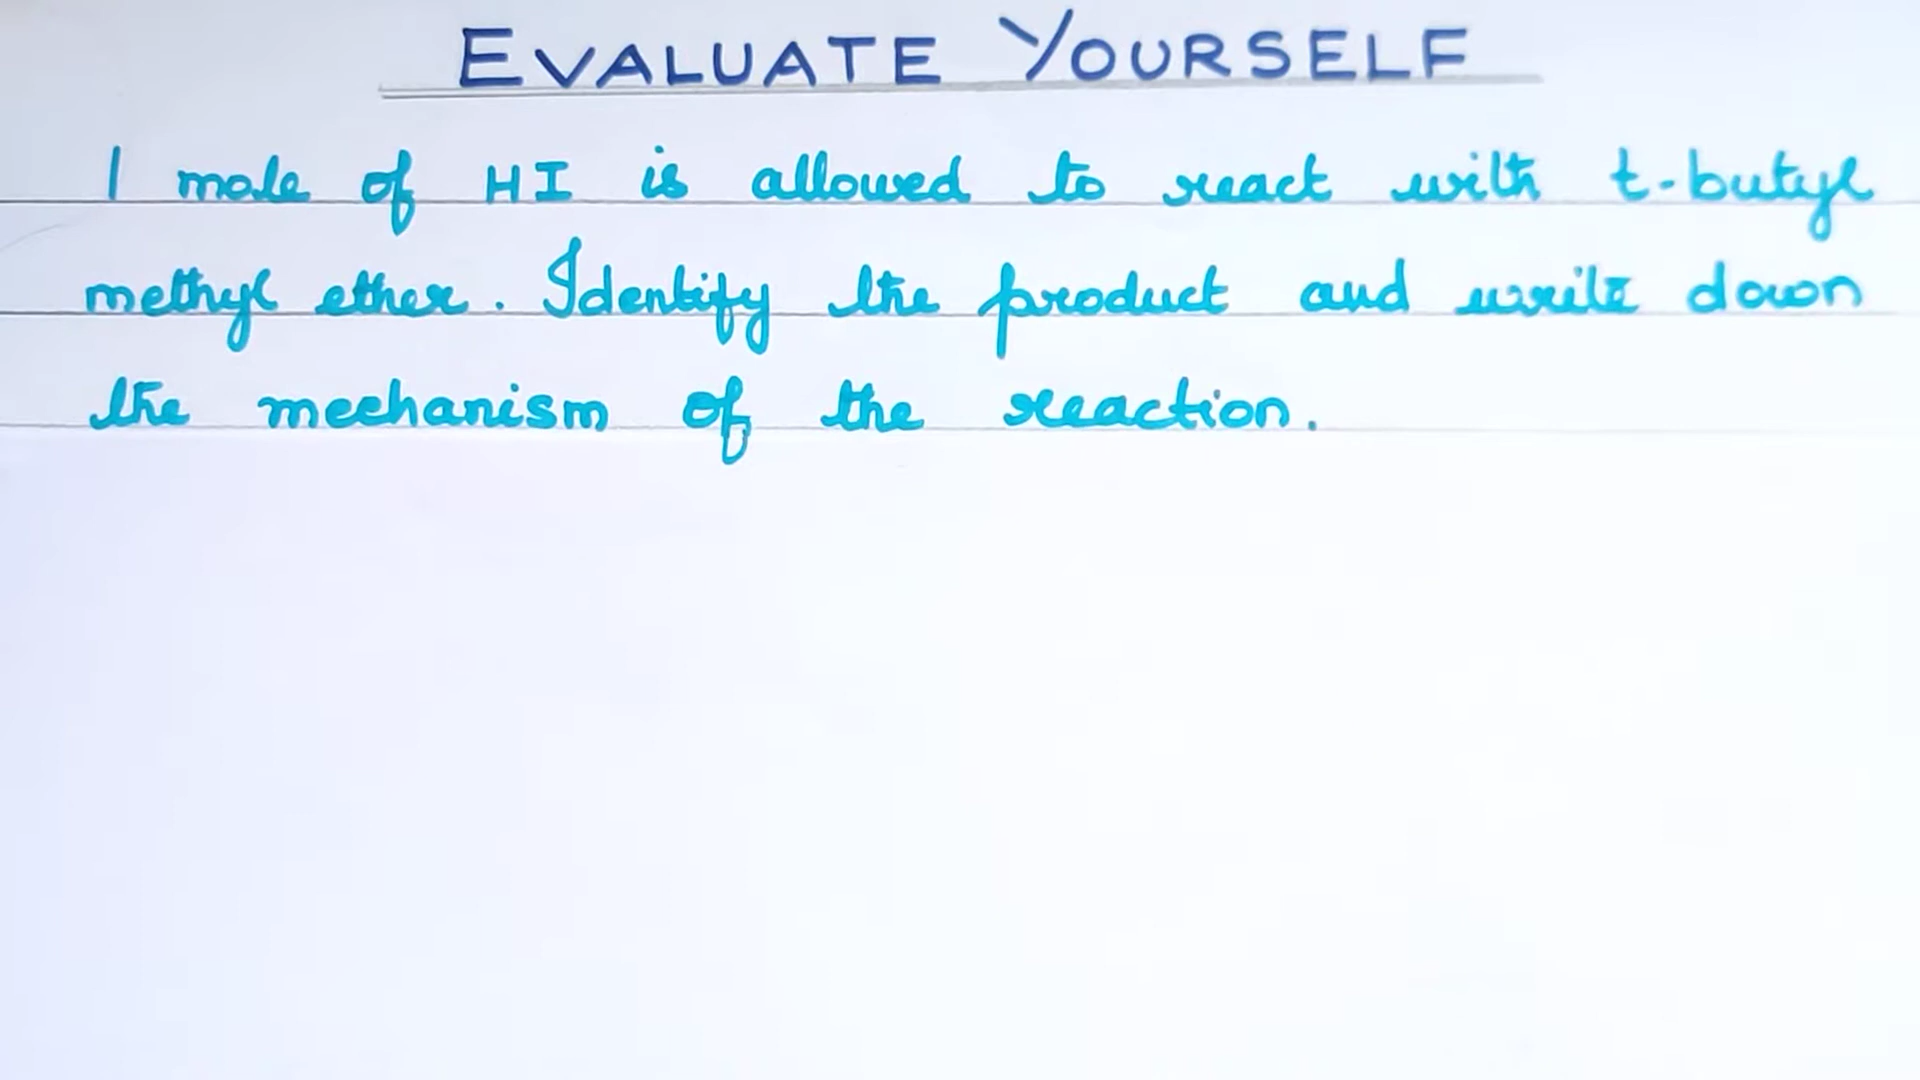 EVALUATE YOURSELF
1 mole of HI is allowed to react with t-butyl
methyl ether. Identify the product and write down
the mechanism of the reaction.